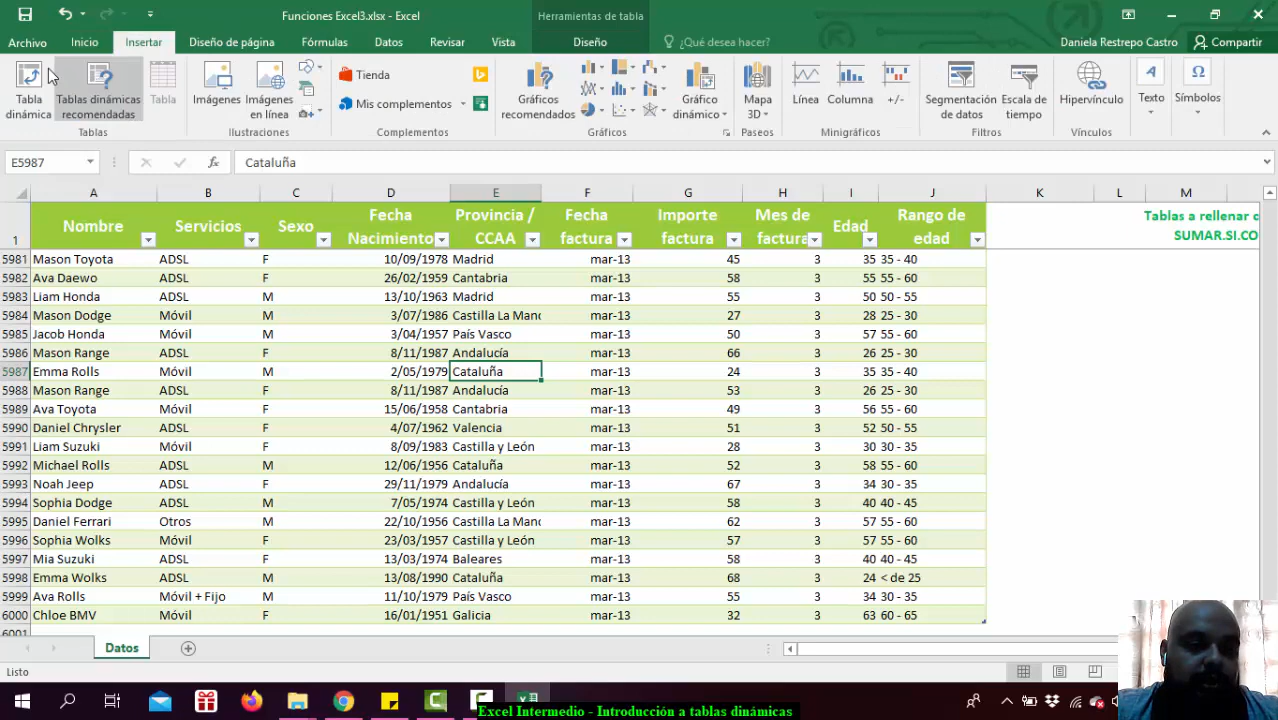 Funciones Excel3.xlsx - Excel
Herramientas de tabla
Archivo Inicio Insertar Diseño de página Fórmulas Datos Revisar Vista Diseño ¿Qué desea hacer? Daniela Restrepo Castro Compartir
Tabla dinámica
Tablas dinámicas recomendadas
Tabla
Imágenes
Imágenes en línea
Tienda
Mis complementos
Gráficos recomendados
Gráfico dinámico
Mapa 3D
Línea
Columna
+/-
Segmentación de datos
Escala de tiempo
Hipervínculo
Texto
Símbolos
Tablas Ilustraciones Complementos Gráficos Paseos Minigráficos Filtros Vínculos
E5987 fx Cataluña
A B C D E F G H I J K L M
1 Nombre Servicios Sexo Fecha Nacimiento Provincia / CCAA Fecha factura Importe factura Mes de factura Edad Rango de edad
Tablas a rellenar c
SUMAR.SI.CO
5981 Mason Toyota ADSL F 10/09/1978 Madrid mar-13 45 3 35 35 - 40
5982 Ava Daewo ADSL F 26/02/1959 Cantabria mar-13 58 3 55 55 - 60
5983 Liam Honda ADSL M 13/10/1963 Madrid mar-13 55 3 50 50 - 55
5984 Mason Dodge Móvil M 3/07/1986 Castilla La Manc mar-13 27 3 28 25 - 30
5985 Jacob Honda Móvil M 3/04/1957 País Vasco mar-13 50 3 57 55 - 60
5986 Mason Range ADSL F 8/11/1987 Andalucía mar-13 66 3 26 25 - 30
5987 Emma Rolls Móvil M 2/05/1979 Cataluña mar-13 24 3 35 35 - 40
5988 Mason Range ADSL F 8/11/1987 Andalucía mar-13 53 3 26 25 - 30
5989 Ava Toyota Móvil F 15/06/1958 Cantabria mar-13 49 3 56 55 - 60
5990 Daniel Chrysler ADSL F 4/07/1962 Valencia mar-13 51 3 52 50 - 55
5991 Liam Suzuki Móvil F 8/09/1983 Castilla y León mar-13 28 3 30 30 - 35
5992 Michael Rolls ADSL M 12/06/1956 Cataluña mar-13 52 3 58 55 - 60
5993 Noah Jeep ADSL M 29/11/1979 Andalucía mar-13 67 3 34 30 - 35
5994 Sophia Dodge ADSL M 7/05/1974 Castilla y León mar-13 58 3 40 40 - 45
5995 Daniel Ferrari Otros M 22/10/1956 Castilla La Manc mar-13 62 3 57 55 - 60
5996 Sophia Wolks ADSL M 23/03/1957 Castilla y León mar-13 57 3 57 55 - 60
5997 Mia Suzuki ADSL F 13/03/1974 Baleares mar-13 58 3 40 40 - 45
5998 Emma Wolks ADSL M 13/08/1990 Cataluña mar-13 68 3 24 < de 25
5999 Ava Rolls Móvil + Fijo M 11/10/1979 País Vasco mar-13 55 3 34 30 - 35
6000 Chloe BMV Móvil F 16/01/1951 Galicia mar-13 32 3 63 60 - 65
6001
Datos
Listo
Excel Intermedio - Introducción a tablas dinámicas